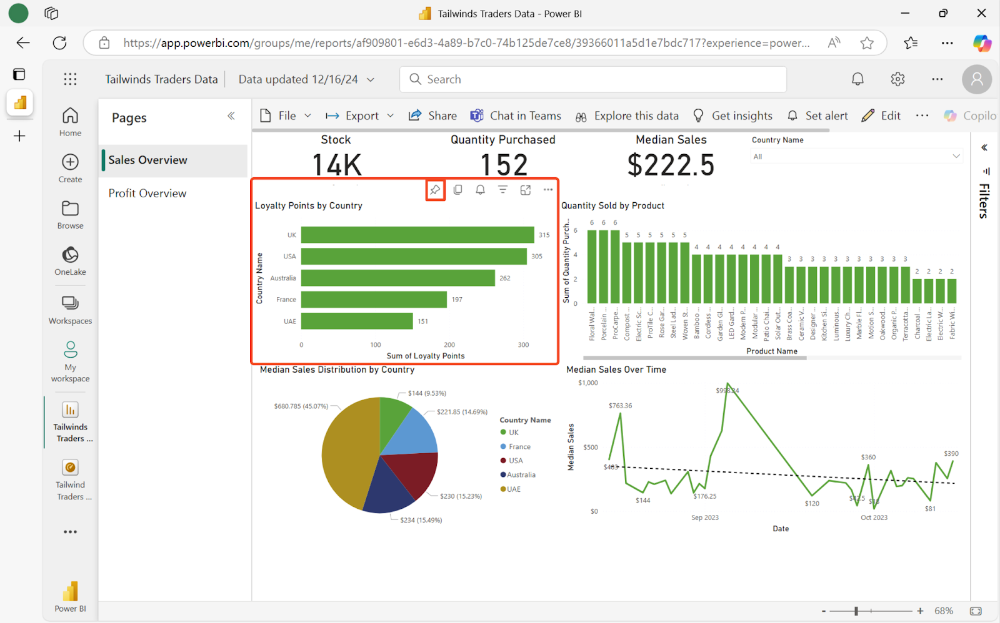 Tailwinds Traders Data - Power BI
https://app.powerbi.com/groups/me/reports/af909801-e6d3-4a89-b7c0-74b125de7ce8/39366011a5d1e7bdc717?experience=power...
Tailwinds Traders Data
Data updated 12/16/24
Search
Home
Create
Browse
OneLake
Workspaces
My
workspace
Tailwinds
Traders ...
Tailwind
Traders ...
Power BI
Pages
Sales Overview
Profit Overview
File
Export
Share
Chat in Teams
Explore this data
Get insights
Set alert
Edit
Copilo
Stock
14K
Quantity Purchased
152
Median Sales
$222.5
Country Name
All
Filters
Loyalty Points by Country
Country Name
UK
315
USA
305
Australia
262
France
197
UAE
151
0
100
200
300
Sum of Loyalty Points
Quantity Sold by Product
Sum of Quantity Purch...
6
4
2
0
6 6 6 5 5 5 5 5 5 4 4 4 4 4 4 4 4 3 3 3 3 3 3 3 3 3 3 3 2 2 2 2
Floral Wal...
Porcelain ...
ProCarpe...
Compost ...
Electric Sc...
ProTile C...
Rose Gar...
Steel Lad...
Woven St...
Bamboo ...
Cordless ...
Garden Gl...
LED Gard...
Modern P...
Modular ...
Patio Chai...
Solar Out...
Brass Coa...
Ceramic V...
Designer ...
Kitchen Si...
Luminous...
Luxury Ch...
Marble Fl...
Motion S...
Oakwood...
Organic P...
Terracotta...
Charcoal ...
Electric La...
Electric W...
Fabric Wi...
Product Name
Median Sales Distribution by Country
$144 (9.53%)
$221.85 (14.69%)
$230 (15.23%)
$234 (15.49%)
$680.785 (45.07%)
Country Name
UK
France
USA
Australia
UAE
Median Sales Over Time
Median Sales
$1,000
$500
$0
$403
$763.36
$144
$176.25
$998.24
$120
$42.5
$360
$18
$81
$390
Sep 2023
Oct 2023
Date
- + 68%